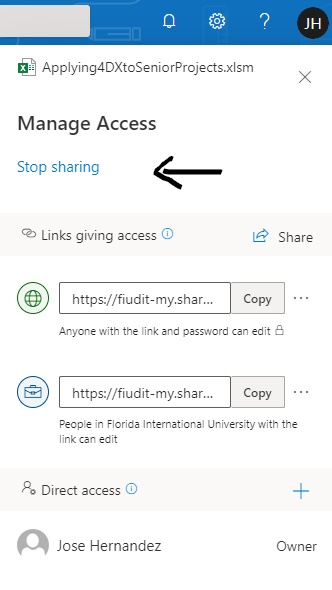 JH
Applying4DXtoSeniorProjects.xlsm
Manage Access
Stop sharing
Links giving access
Share
https://fiudit-my.shar...
Copy
Anyone with the link and password can edit
https://fiudit-my.shar...
Copy
People in Florida International University with the
link can edit
Direct access
Jose Hernandez
Owner